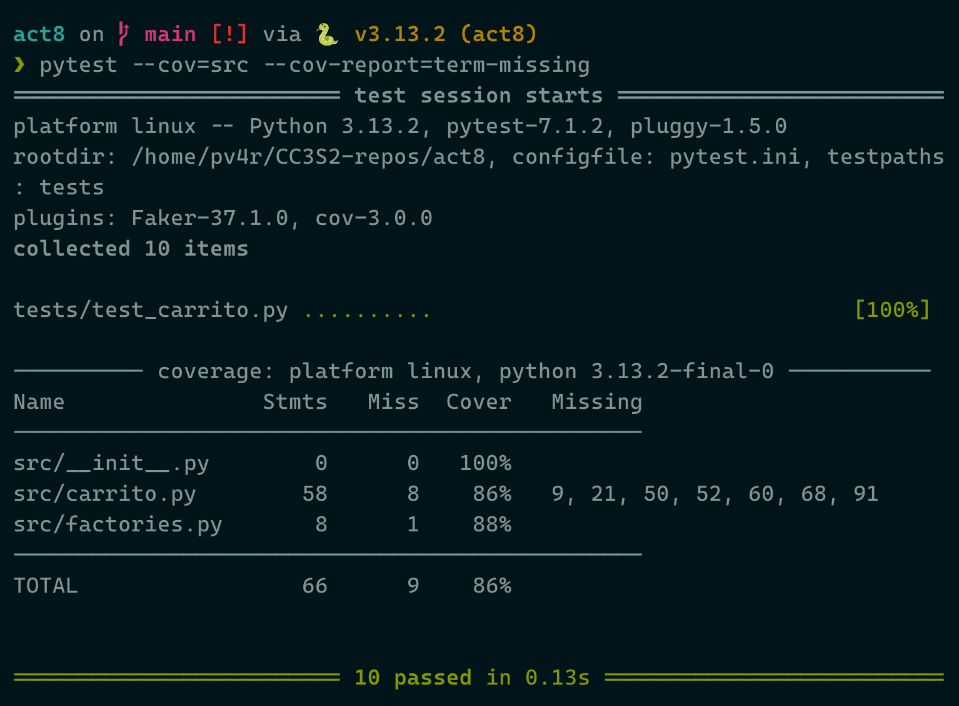 act8 on main [!] via 🐍 v3.13.2 (act8)
❯ pytest --cov=src --cov-report=term-missing
test session starts
platform linux -- Python 3.13.2, pytest-7.1.2, pluggy-1.5.0
rootdir: /home/pv4r/CC3S2-repos/act8, configfile: pytest.ini, testpaths
: tests
plugins: Faker-37.1.0, cov-3.0.0
collected 10 items
tests/test_carrito.py .......... [100%]
coverage: platform linux, python 3.13.2-final-0
Name Stmts Miss Cover Missing
src/__init__.py 0 0 100%
src/carrito.py 58 8 86% 9, 21, 50, 52, 60, 68, 91
src/factories.py 8 1 88%
TOTAL 66 9 86%
10 passed in 0.13s